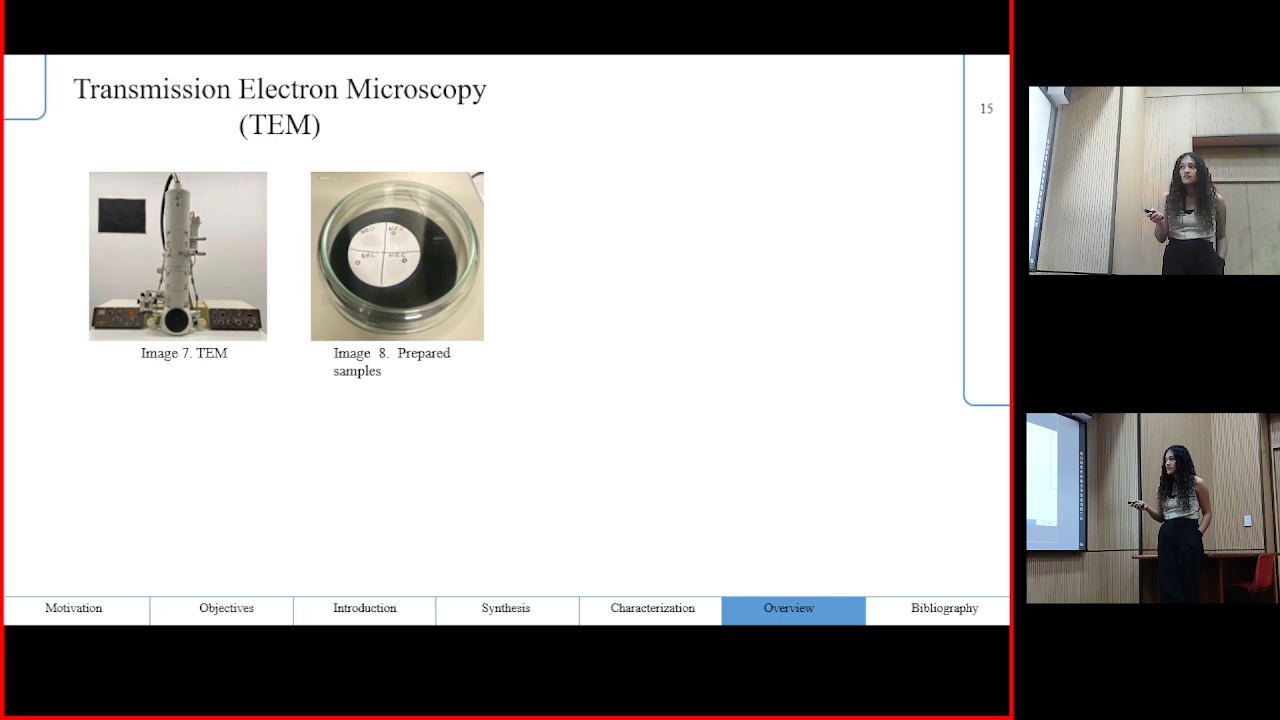 Transmission Electron Microscopy
(TEM)
15
Image 7. TEM
Image 8. Prepared
samples
Motivation
Objectives
Introduction
Synthesis
Characterization
Overview
Bibliography